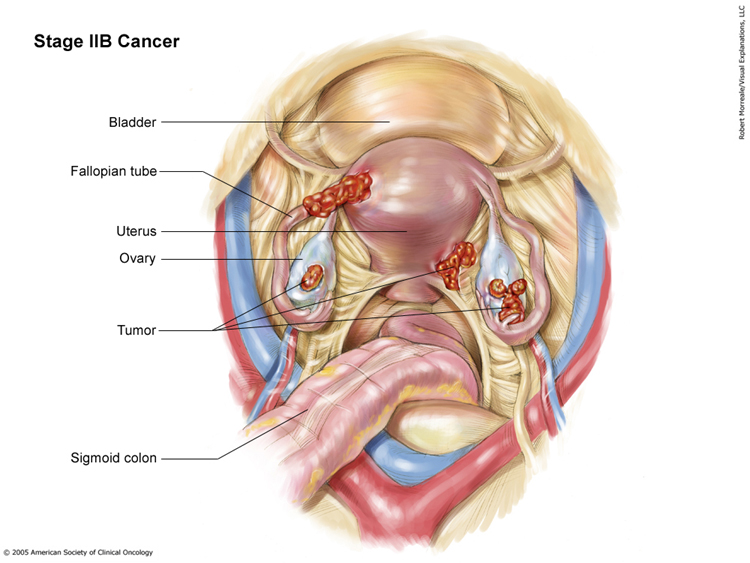 Stage IIB Cancer
Bladder
Fallopian tube
Uterus
Ovary
Tumor
Sigmoid colon
© 2005 American Society of Clinical Oncology
Robert Morreale/Visual Explanations, LLC